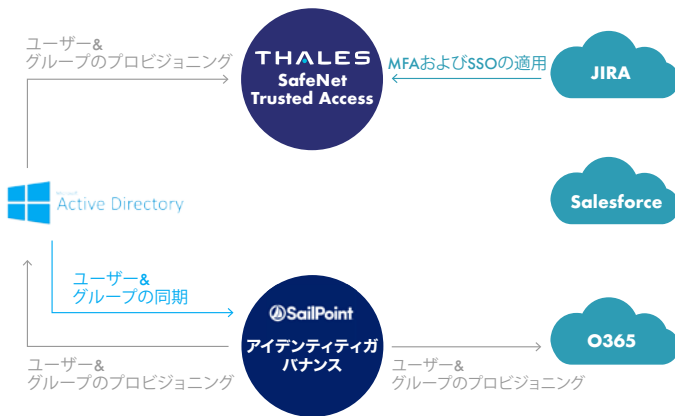 ユーザー&
グループのプロビジョニング
THALES
SafeNet
Trusted Access
MFAおよびSSOの適用
JIRA
Microsoft
Active Directory
Salesforce
ユーザー&
グループの同期
SailPoint
アイデンティティガ
バナンス
O365
ユーザー&
グループのプロビジョニング
ユーザー&
グループのプロビジョニング